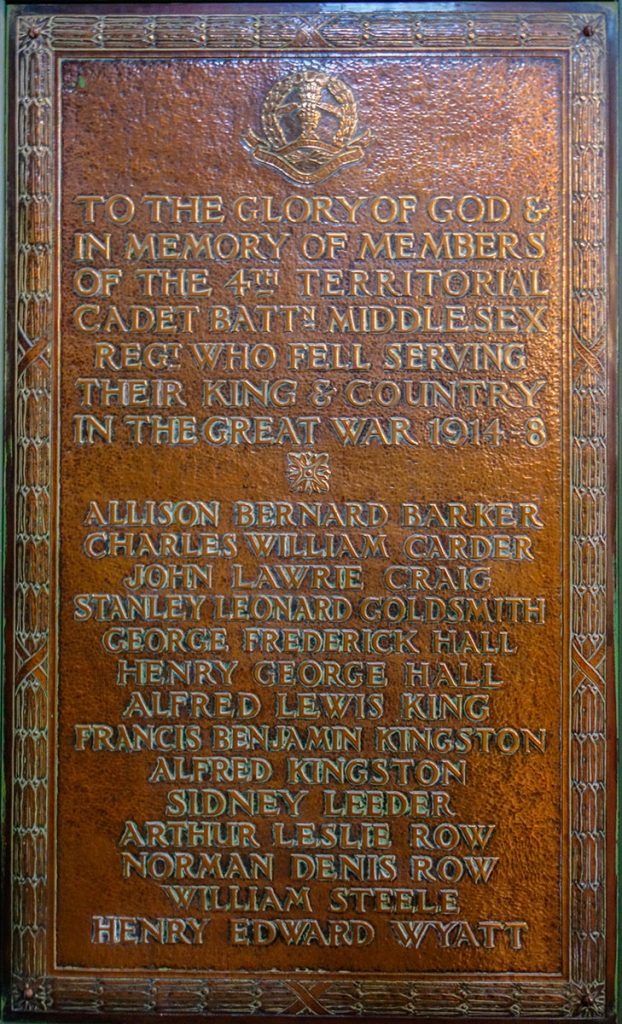 TO THE GLORY OF GOD &
IN MEMORY OF MEMBERS
OF THE 4TH TERRITORIAL
CADET BATTN MIDDLESEX
REGT WHO FELL SERVING
THEIR KING & COUNTRY
IN THE GREAT WAR 1914-8
ALLISON BERNARD BARKER
CHARLES WILLIAM CARDER
JOHN LAWRIE CRAIG
STANLEY LEONARD GOLDSMITH
GEORGE FREDERICK HALL
HENRY GEORGE HALL
ALFRED LEWIS KING
FRANCIS BENJAMIN KINGSTON
ALFRED KINGSTON
SIDNEY LEEDER
ARTHUR LESLIE ROW
NORMAN DENIS ROW
WILLIAM STEELE
HENRY EDWARD WYATT